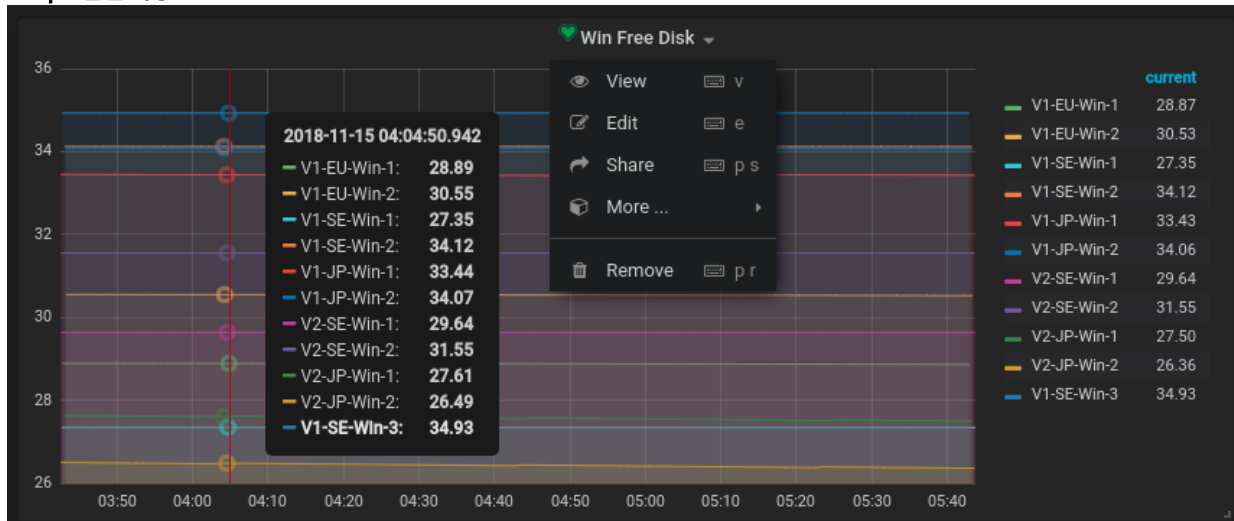 Win Free Disk
36
34
32
30
28
26
03:50 04:00 04:10 04:20 04:30 04:40 04:50 05:00 05:10 05:20 05:30 05:40
2018-11-15 04:04:50.942
V1-EU-Win-1: 28.89
V1-EU-Win-2: 30.55
V1-SE-Win-1: 27.35
V1-SE-Win-2: 34.12
V1-JP-Win-1: 33.44
V1-JP-Win-2: 34.07
V2-SE-Win-1: 29.64
V2-SE-Win-2: 31.55
V2-JP-Win-1: 27.61
V2-JP-Win-2: 26.49
V1-SE-WIn-3: 34.93
View v
Edit e
Share p s
More ...
Remove p r
current
V1-EU-Win-1 28.87
V1-EU-Win-2 30.53
V1-SE-Win-1 27.35
V1-SE-Win-2 34.12
V1-JP-Win-1 33.43
V1-JP-Win-2 34.06
V2-SE-Win-1 29.64
V2-SE-Win-2 31.55
V2-JP-Win-1 27.50
V2-JP-Win-2 26.36
V1-SE-WIn-3 34.93